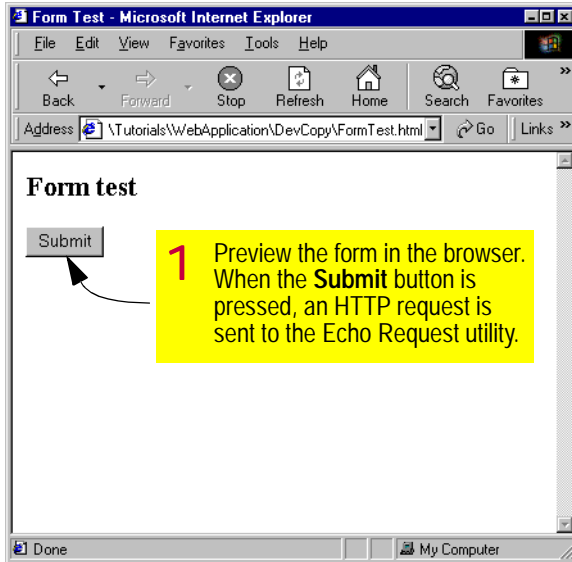 Form Test - Microsoft Internet Explorer
File Edit View Favorites Tools Help
Back Forward Stop Refresh Home Search Favorites »
Address \Tutorials\WebApplication\DevCopy\FormTest.html Go Links »
Form test
Submit
1 Preview the form in the browser.
When the Submit button is
pressed, an HTTP request is
sent to the Echo Request utility.
Done My Computer